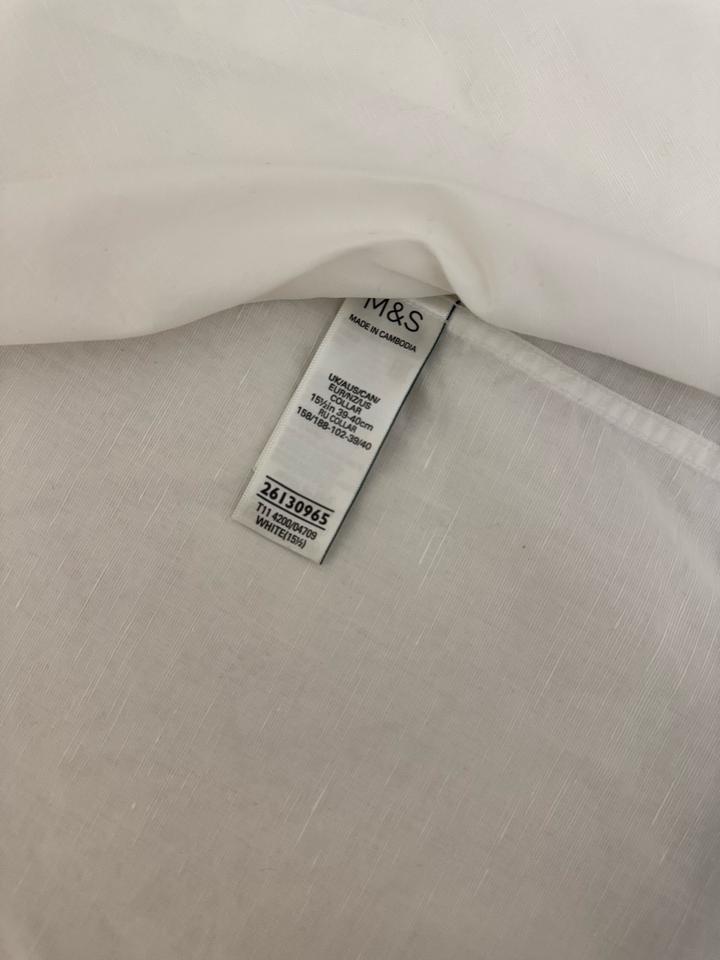 M&S
MADE IN CAMBODIA
UK/AUS/CAN/
EUR/NZ/US
COLLAR
15½in 39-40cm
RU COLLAR
158/188-102-39/40
26130965
T11 4200/04709
WHITE(15½)